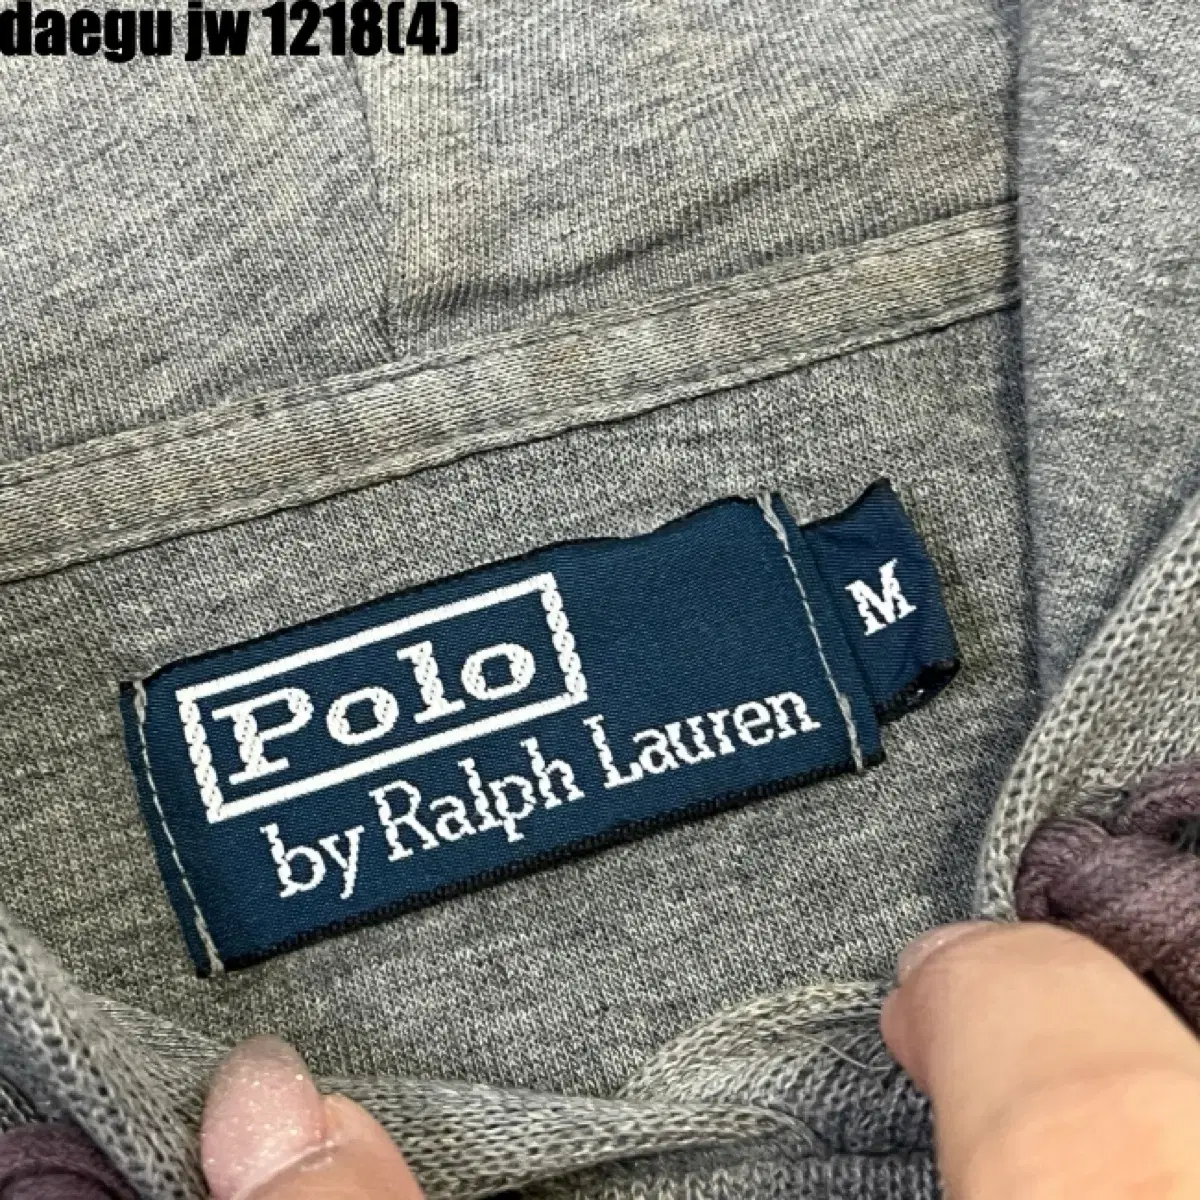 daegu jw 1218(4)
Polo
by Ralph Lauren
M